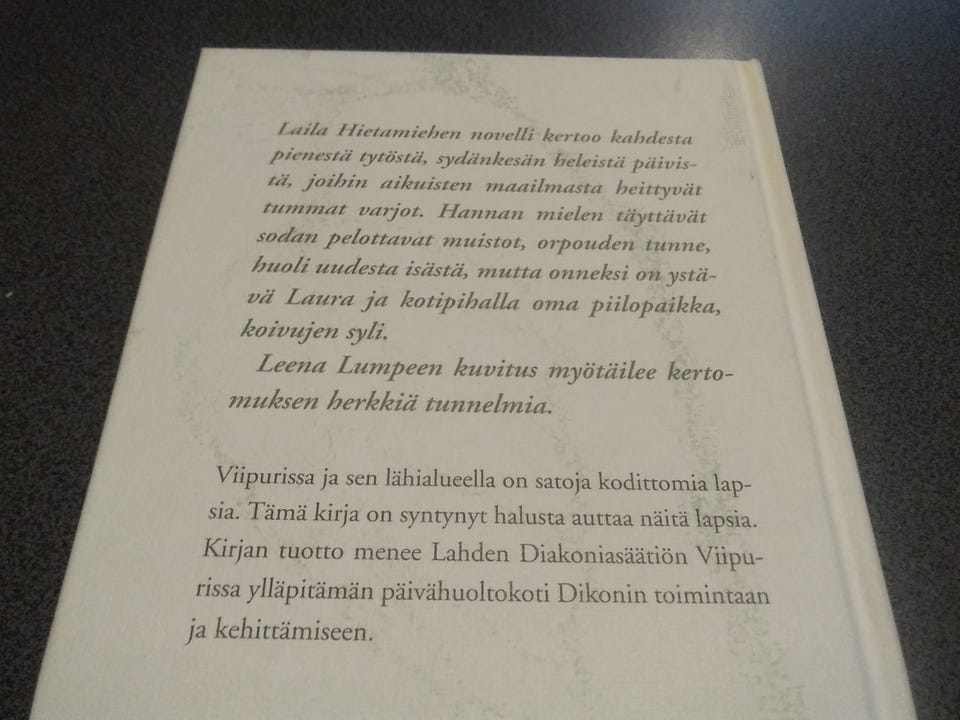 Laila Hietamiehen novelli kertoo kahdesta
pienestä tytöstä, sydänkesän heleistä päivis-
tä, joihin aikuisten maailmasta heittyvät
tummat varjot. Hannan mielen täyttävät
sodan pelottavat muistot, orpouden tunne,
huoli uudesta isästä, mutta onneksi on ystä-
vä Laura ja kotipihalla oma piilopaikka,
koivujen syli.
Leena Lumpeen kuvitus myötäilee kerto-
muksen herkkiä tunnelmia.
Viipurissa ja sen lähialueella on satoja kodittomia lap-
sia. Tämä kirja on syntynyt halusta auttaa näitä lapsia.
Kirjan tuotto menee Lahden Diakoniasäätiön Viipu-
rissa ylläpitämän päivähuoltokoti Dikonin toimintaan
ja kehittämiseen.